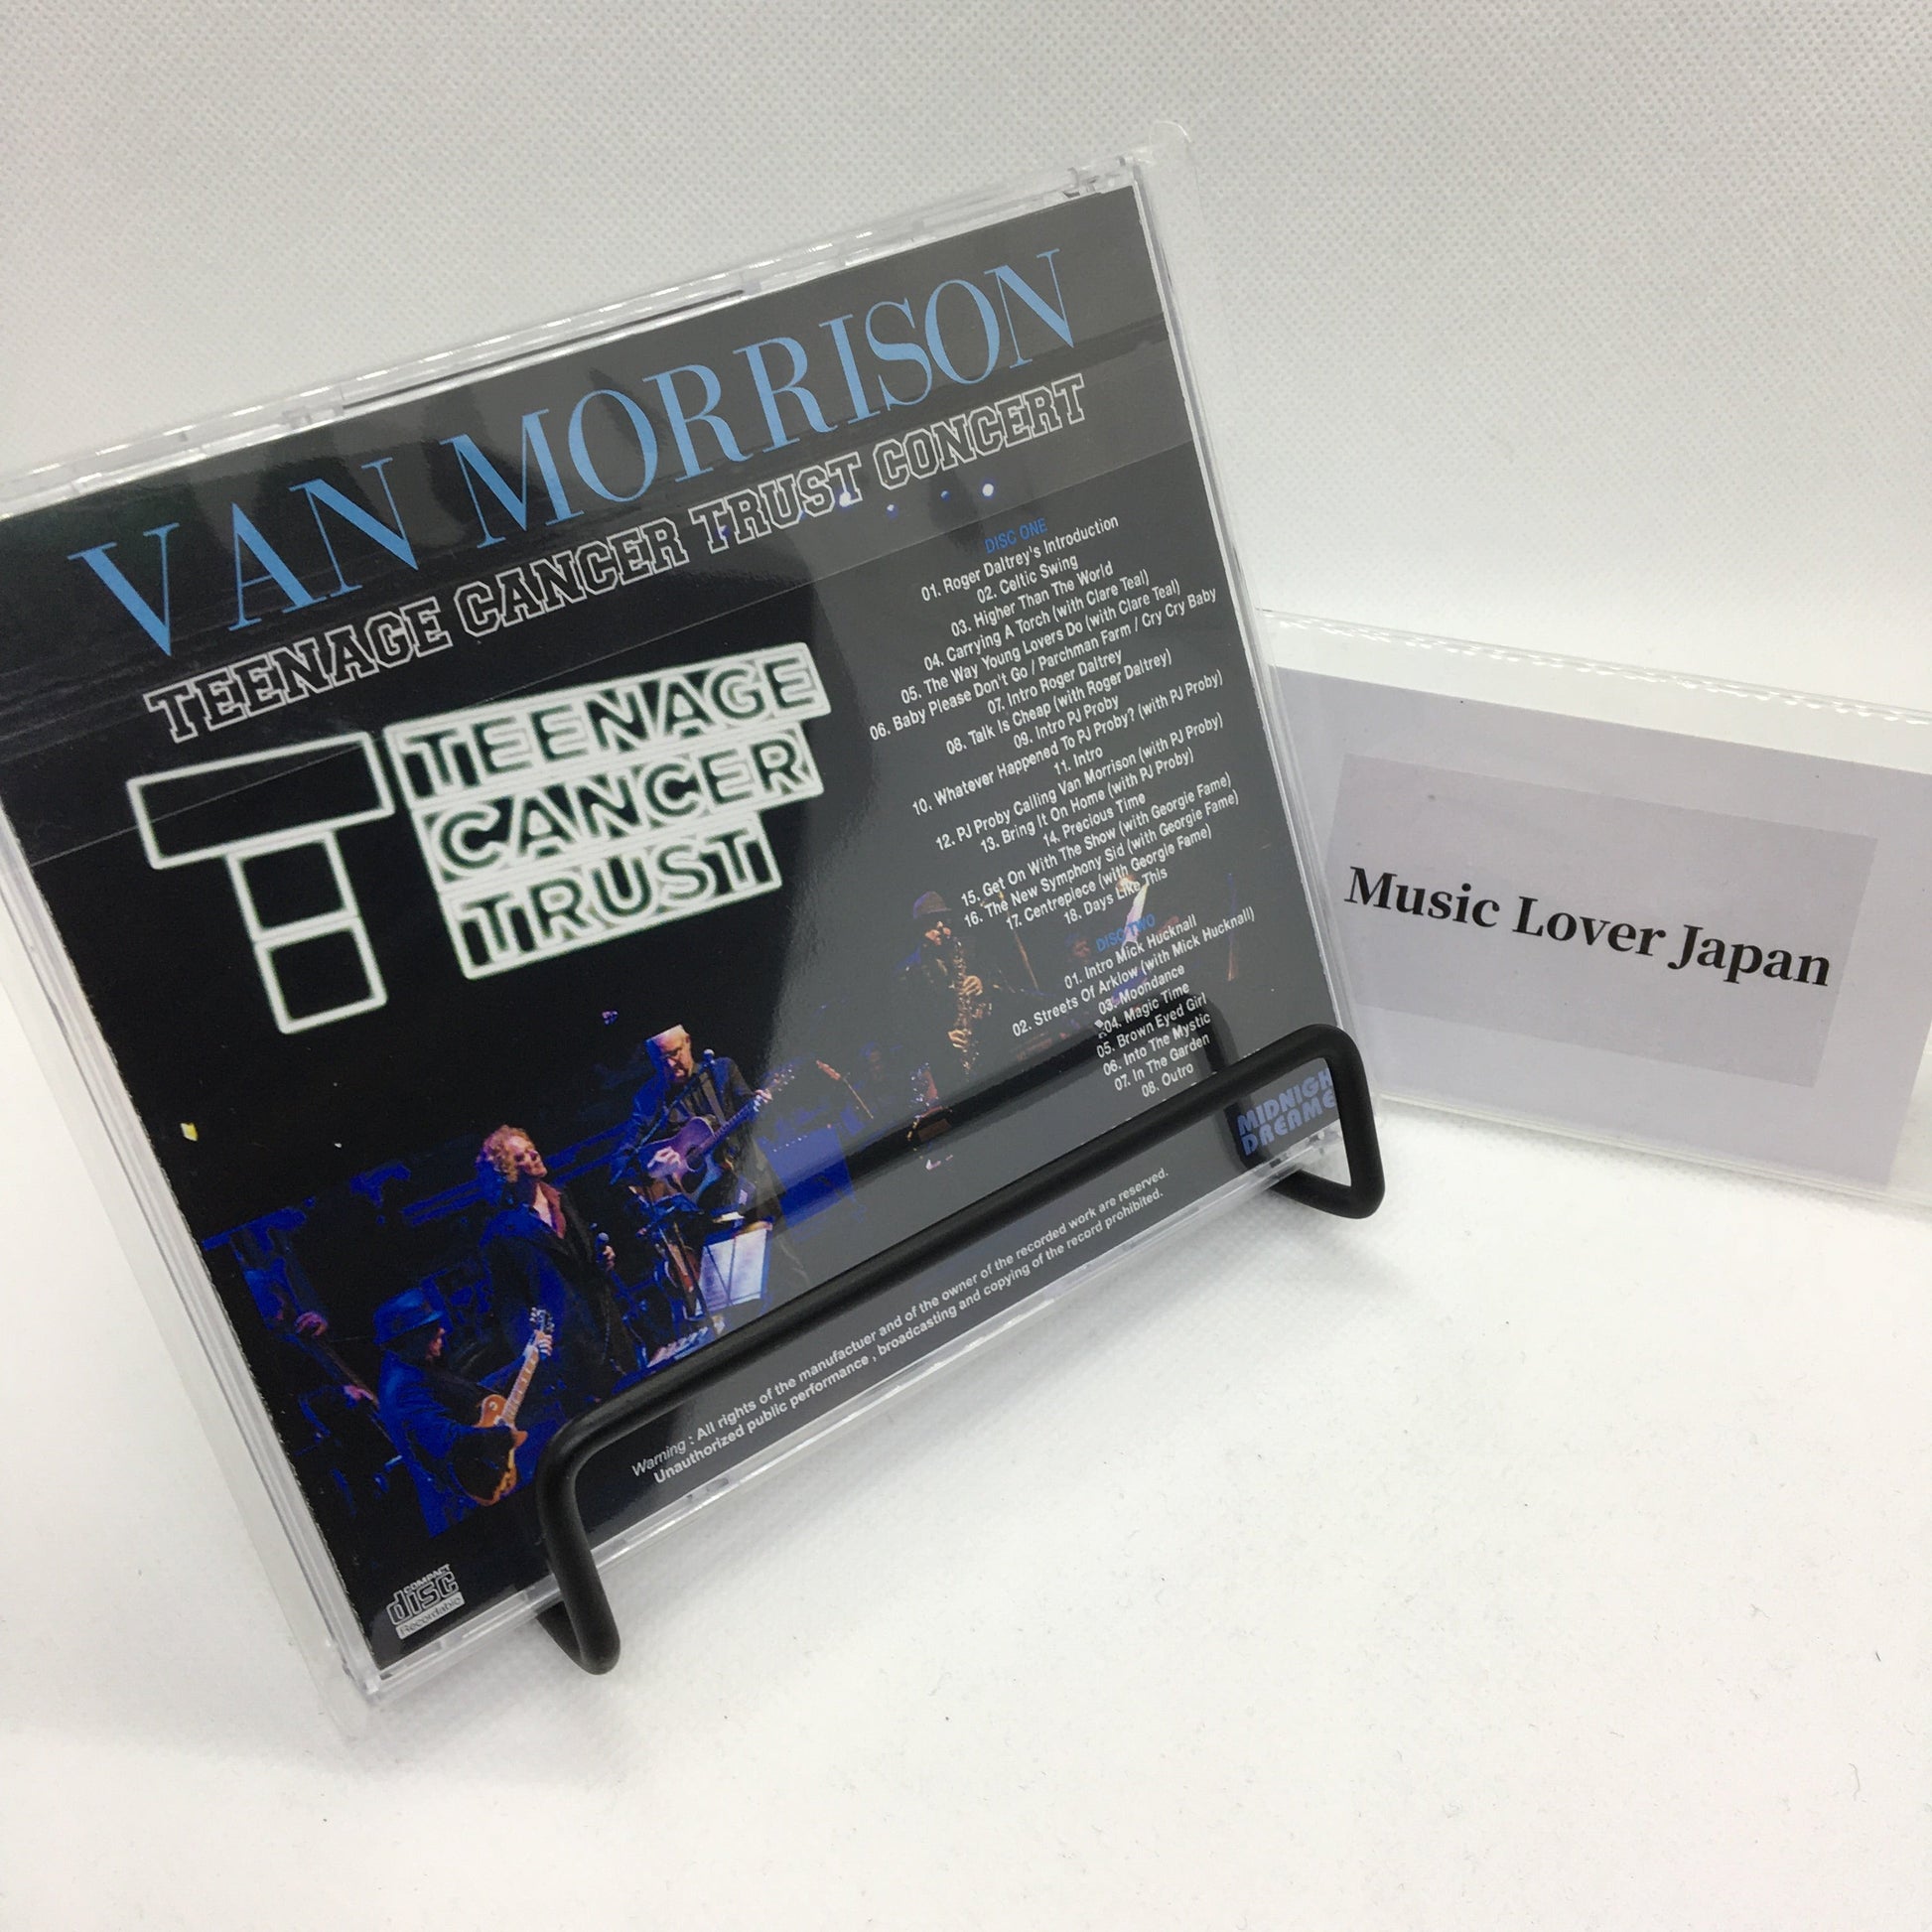 VAN MORRISON
TEENAGE CANCER TRUST CONCERT
TEENAGE
CANCER
TRUST
DISC ONE
01. Roger Daltrey's Introduction
02. Celtic Swing
03. Higher Than The World
04. Carrying A Torch (with Clare Teal)
05. The Way Young Lovers Do (with Clare Teal)
06. Baby Please Don't Go / Parchman Farm / Cry Cry Baby
07. Intro Roger Daltrey
08. Talk Is Cheap (with Roger Daltrey)
09. Intro PJ Proby
10. Whatever Happened To PJ Proby? (with PJ Proby)
11. Intro
12. PJ Proby Calling Van Morrison (with PJ Proby)
13. Bring It On Home (with PJ Proby)
14. Precious Time
15. Get On With The Show (with Georgie Fame)
16. The New Symphony Sid (with Georgie Fame)
17. Centrepiece (with Georgie Fame)
18. Days Like This
DISC TWO
01. Intro Mick Hucknall
02. Streets Of Arklow (with Mick Hucknall)
03. Moondance
04. Magic Time
05. Brown Eyed Girl
06. Into The Mystic
07. In The Garden
08. Outro
Warning : All rights of the manufactuer and of the owner of the recorded work are reserved.
Unauthorized public performance , broadcasting and copying of the record prohibited.
COMPACT
disc
Recordable
Music Lover Japan